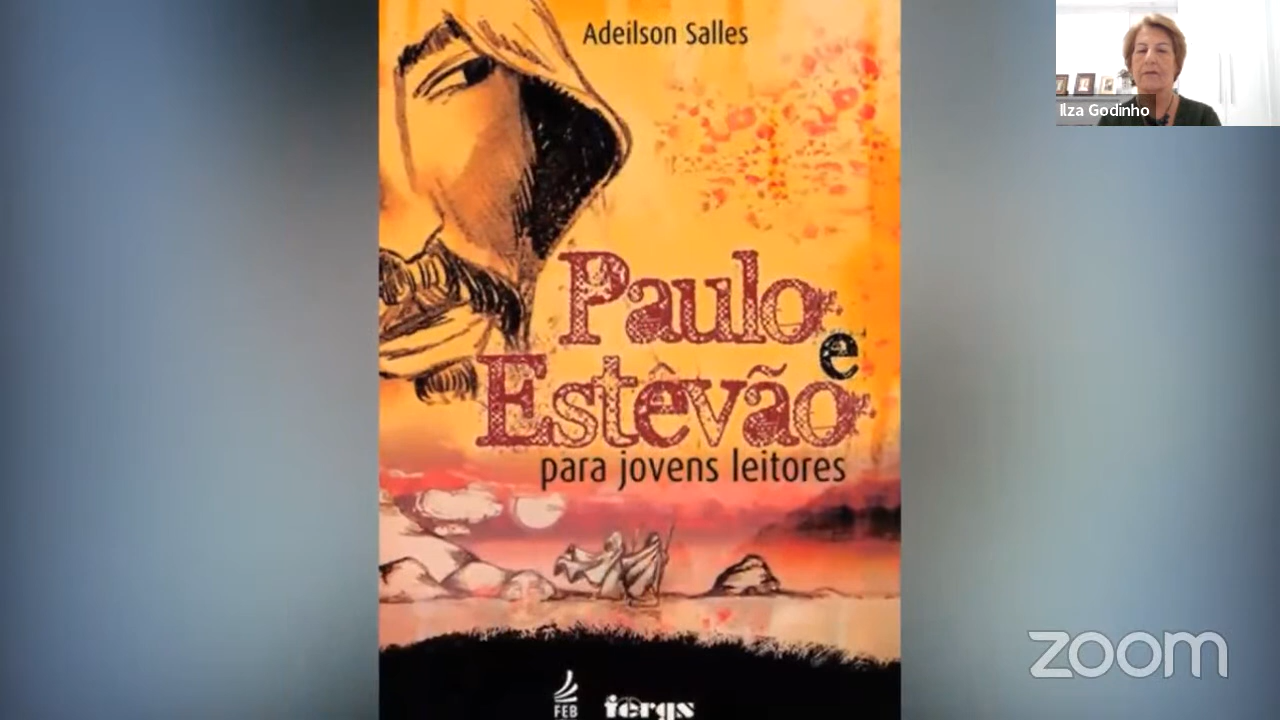 Adeilson Salles
Ilza Godinho
Paulo
e
Estêvão
para jovens leitores
zoom
FEB
fergs